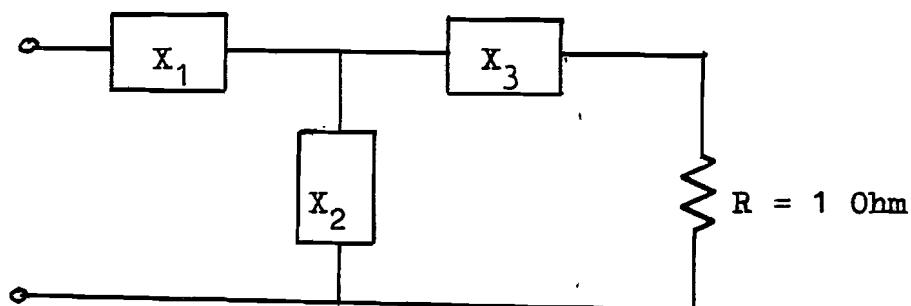 X₁
X₃
X₂
R = 1 Ohm